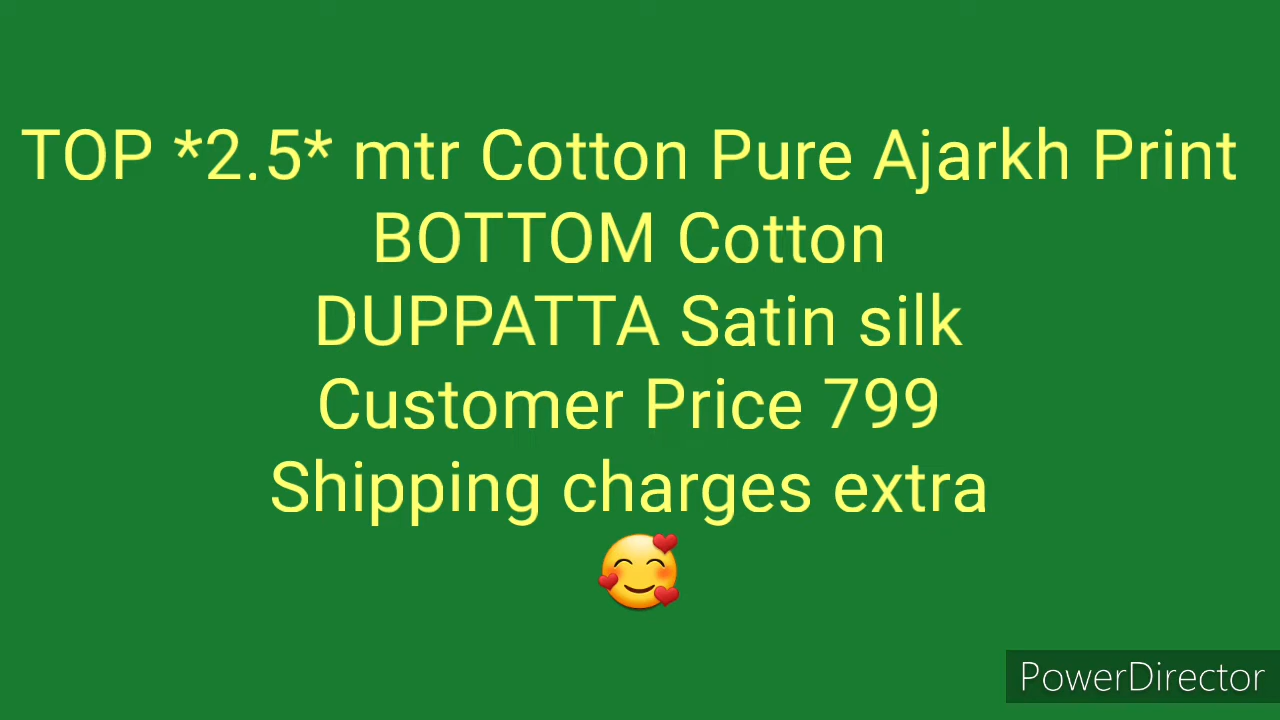 TOP *2.5* mtr Cotton Pure Ajarkh Print
BOTTOM Cotton
DUPPATTA Satin silk
Customer Price 799
Shipping charges extra
🥰
PowerDirector